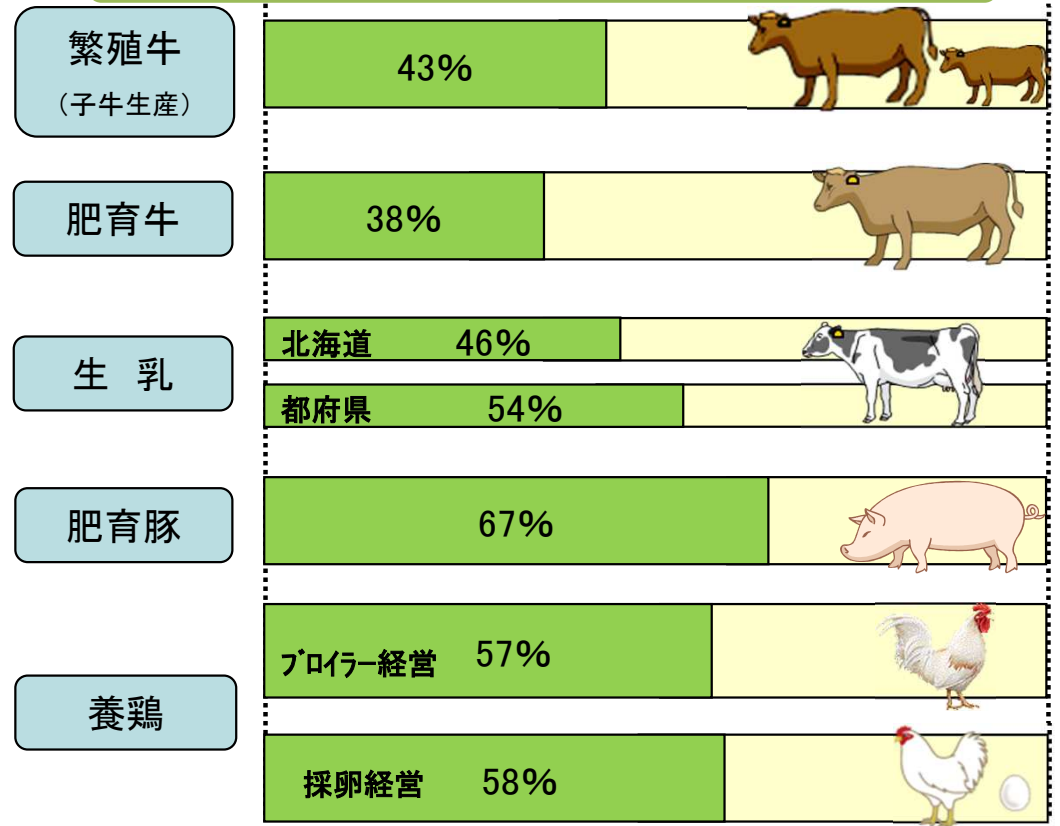 繁殖牛
（子牛生産）
43%
肥育牛
38%
生 乳
北海道 46%
都府県 54%
肥育豚
67%
養鶏
ﾌﾞﾛｲﾗｰ経営 57%
採卵経営 58%